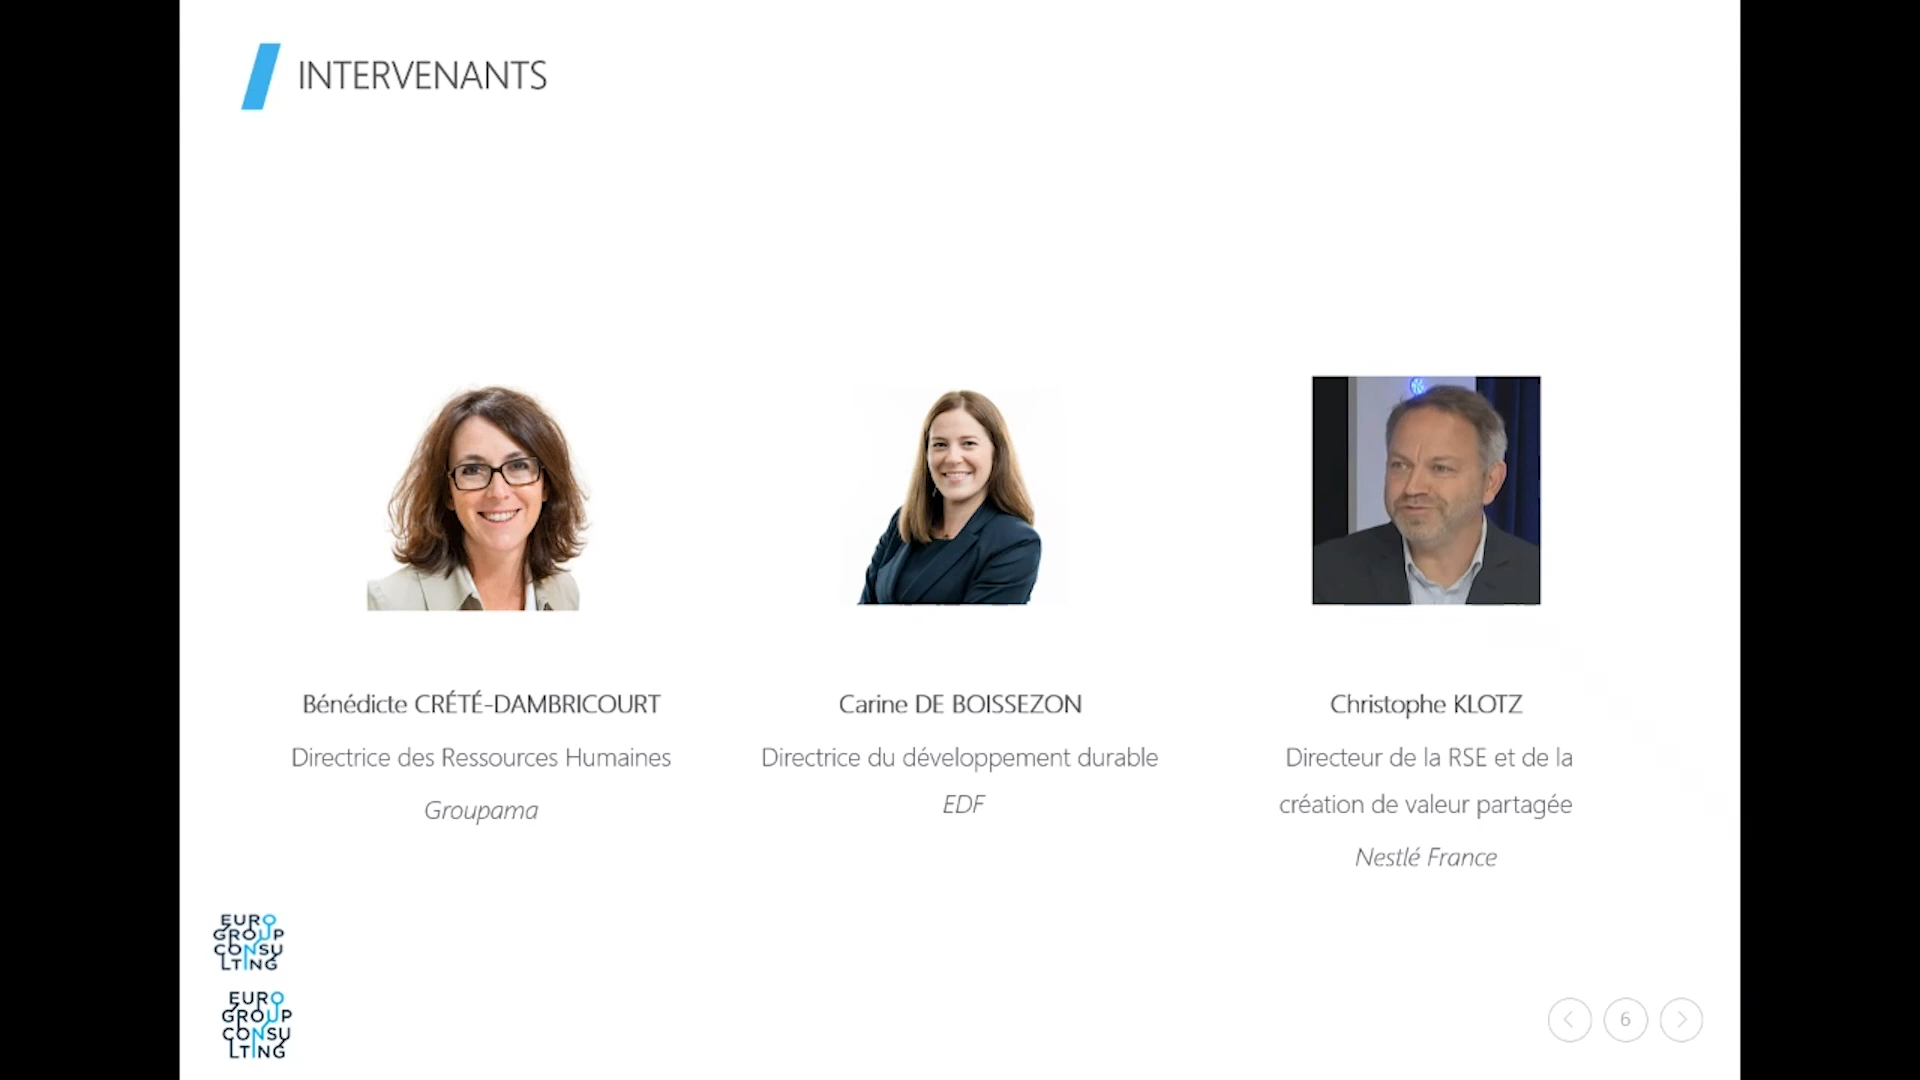 INTERVENANTS
Bénédicte CRÉTÉ-DAMBRICOURT
Directrice des Ressources Humaines
Groupama
Carine DE BOISSEZON
Directrice du développement durable
EDF
Christophe KLOTZ
Directeur de la RSE et de la
création de valeur partagée
Nestlé France
EURO
GROUP
CONSU
LTING
EURO
GROUP
CONSU
LTING
6